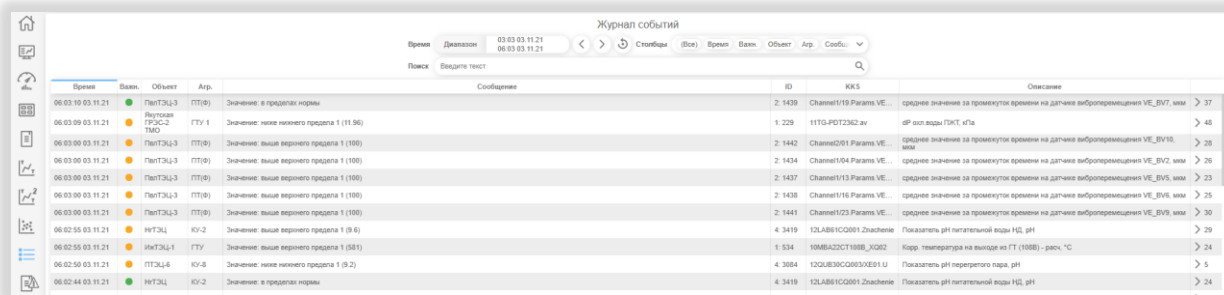 Журнал событий
Время Диапазон 03:03 03.11.21 06:03 03.11.21 Столбцы (Все) Время Важн. Объект Агр. Сообщ
Поиск Введите текст
Время Важн. Объект Агр. Сообщение ID KKS Описание
06:03:10 03.11.21 ПвлТЭЦ-3 ПТ(Ф) Значение: в пределах нормы 2: 1439 Channel1/19.Params.VE... среднее значение за промежуток времени на датчике виброперемещения VE_BV7, мкм 37
06:03:09 03.11.21 Якутская ГРЭС-2 ТМО ГТУ 1 Значение: ниже нижнего предела 1 (11.96) 1: 229 11TG-PDT2362:av dP охл.воды ПЖТ, кПа 48
06:03:00 03.11.21 ПвлТЭЦ-3 ПТ(Ф) Значение: выше верхнего предела 1 (100) 2: 1442 Channel2/01.Params.VE... среднее значение за промежуток времени на датчике виброперемещения VE_BV10, мкм 28
06:03:00 03.11.21 ПвлТЭЦ-3 ПТ(Ф) Значение: выше верхнего предела 1 (100) 2: 1434 Channel1/04.Params.VE... среднее значение за промежуток времени на датчике виброперемещения VE_BV2, мкм 26
06:03:00 03.11.21 ПвлТЭЦ-3 ПТ(Ф) Значение: выше верхнего предела 1 (100) 2: 1437 Channel1/13.Params.VE... среднее значение за промежуток времени на датчике виброперемещения VE_BV5, мкм 23
06:03:00 03.11.21 ПвлТЭЦ-3 ПТ(Ф) Значение: выше верхнего предела 1 (100) 2: 1438 Channel1/16.Params.VE... среднее значение за промежуток времени на датчике виброперемещения VE_BV6, мкм 25
06:03:00 03.11.21 ПвлТЭЦ-3 ПТ(Ф) Значение: выше верхнего предела 1 (100) 2: 1441 Channel1/23.Params.VE... среднее значение за промежуток времени на датчике виброперемещения VE_BV9, мкм 30
06:02:55 03.11.21 НгТЭЦ КУ-2 Значение: выше верхнего предела 1 (9.6) 4: 3419 12LAB61CQ001.Znachenie Показатель pH питательной воды НД, pH 29
06:02:55 03.11.21 ИжТЭЦ-1 ГТУ Значение: выше верхнего предела 1 (581) 1: 534 10MBA22CT108B_XQ02 Корр. температура на выходе из ГТ (108B) - расч, °C 24
06:02:50 03.11.21 ПТЭЦ-6 КУ-8 Значение: ниже нижнего предела 1 (9.2) 4: 3084 12QUB30CQ003/XE01.U Показатель pH перегретого пара, pH 5
06:02:44 03.11.21 НгТЭЦ КУ-2 Значение: в пределах нормы 4: 3419 12LAB61CQ001.Znachenie Показатель pH питательной воды НД, pH 24